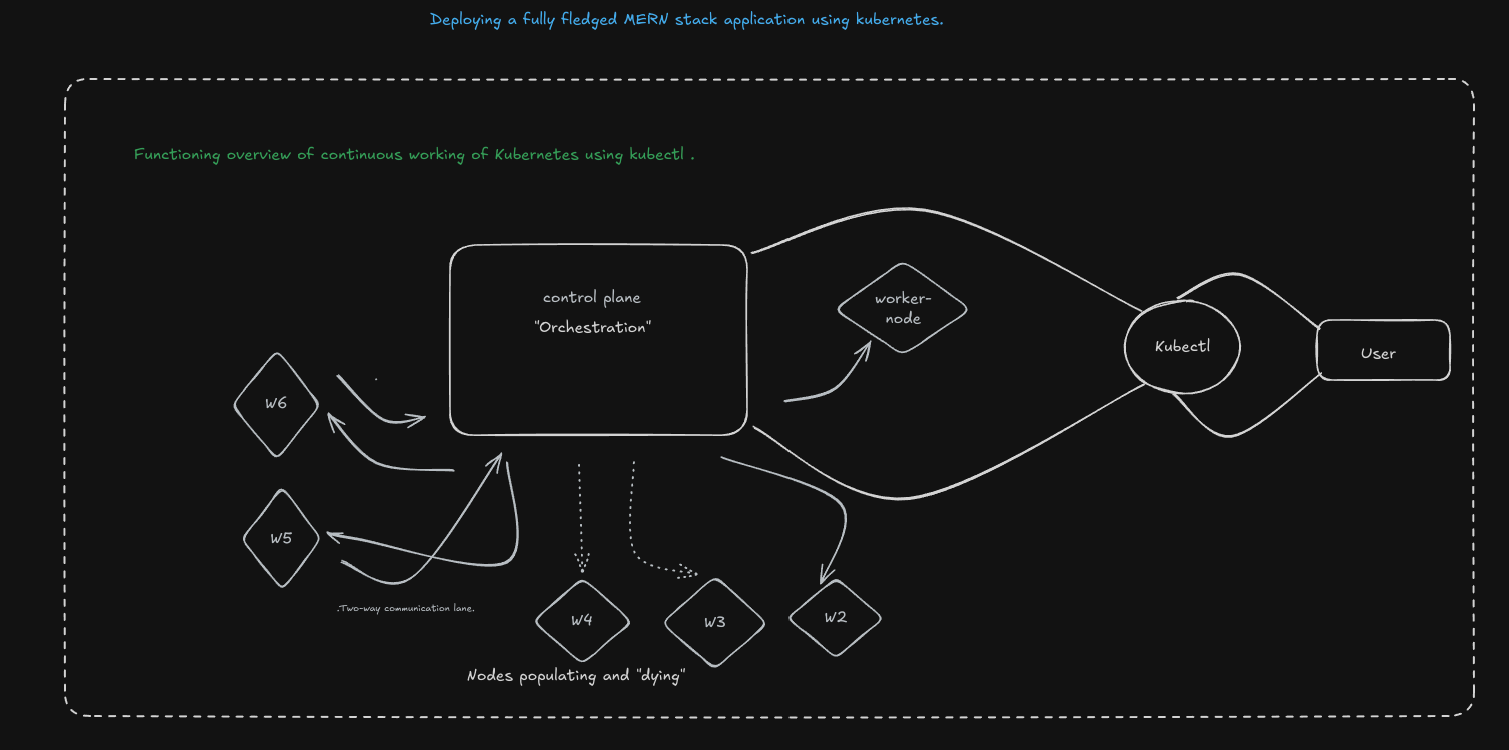 Deploying a fully fledged MERN stack application using kubernetes.
Functioning overview of continuous working of Kubernetes using kubectl .
control plane
"Orchestration"
worker-
node
Kubectl
User
W6
W5
.Two-way communication lane.
W4
W3
W2
Nodes populating and "dying"